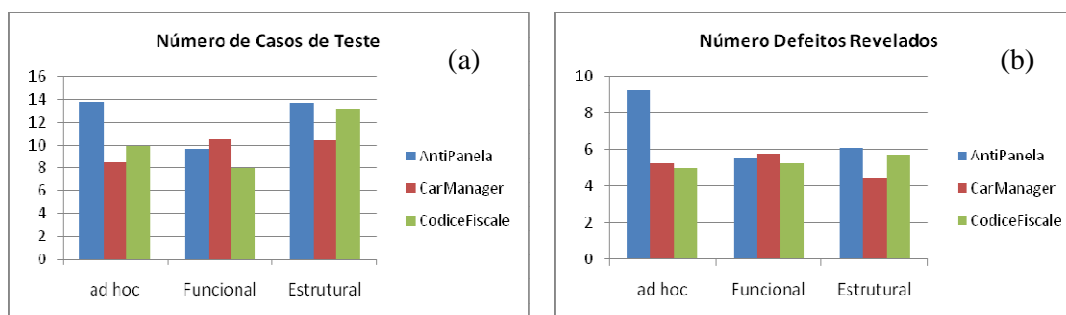 Número de Casos de Teste
(a)
16
14
12
10
8
6
4
2
0
ad hoc
Funcional
Estrutural
AntiPanela
CarManager
CodiceFiscale
Número Defeitos Revelados
(b)
10
8
6
4
2
0
ad hoc
Funcional
Estrutural
AntiPanela
CarManager
CodiceFiscale